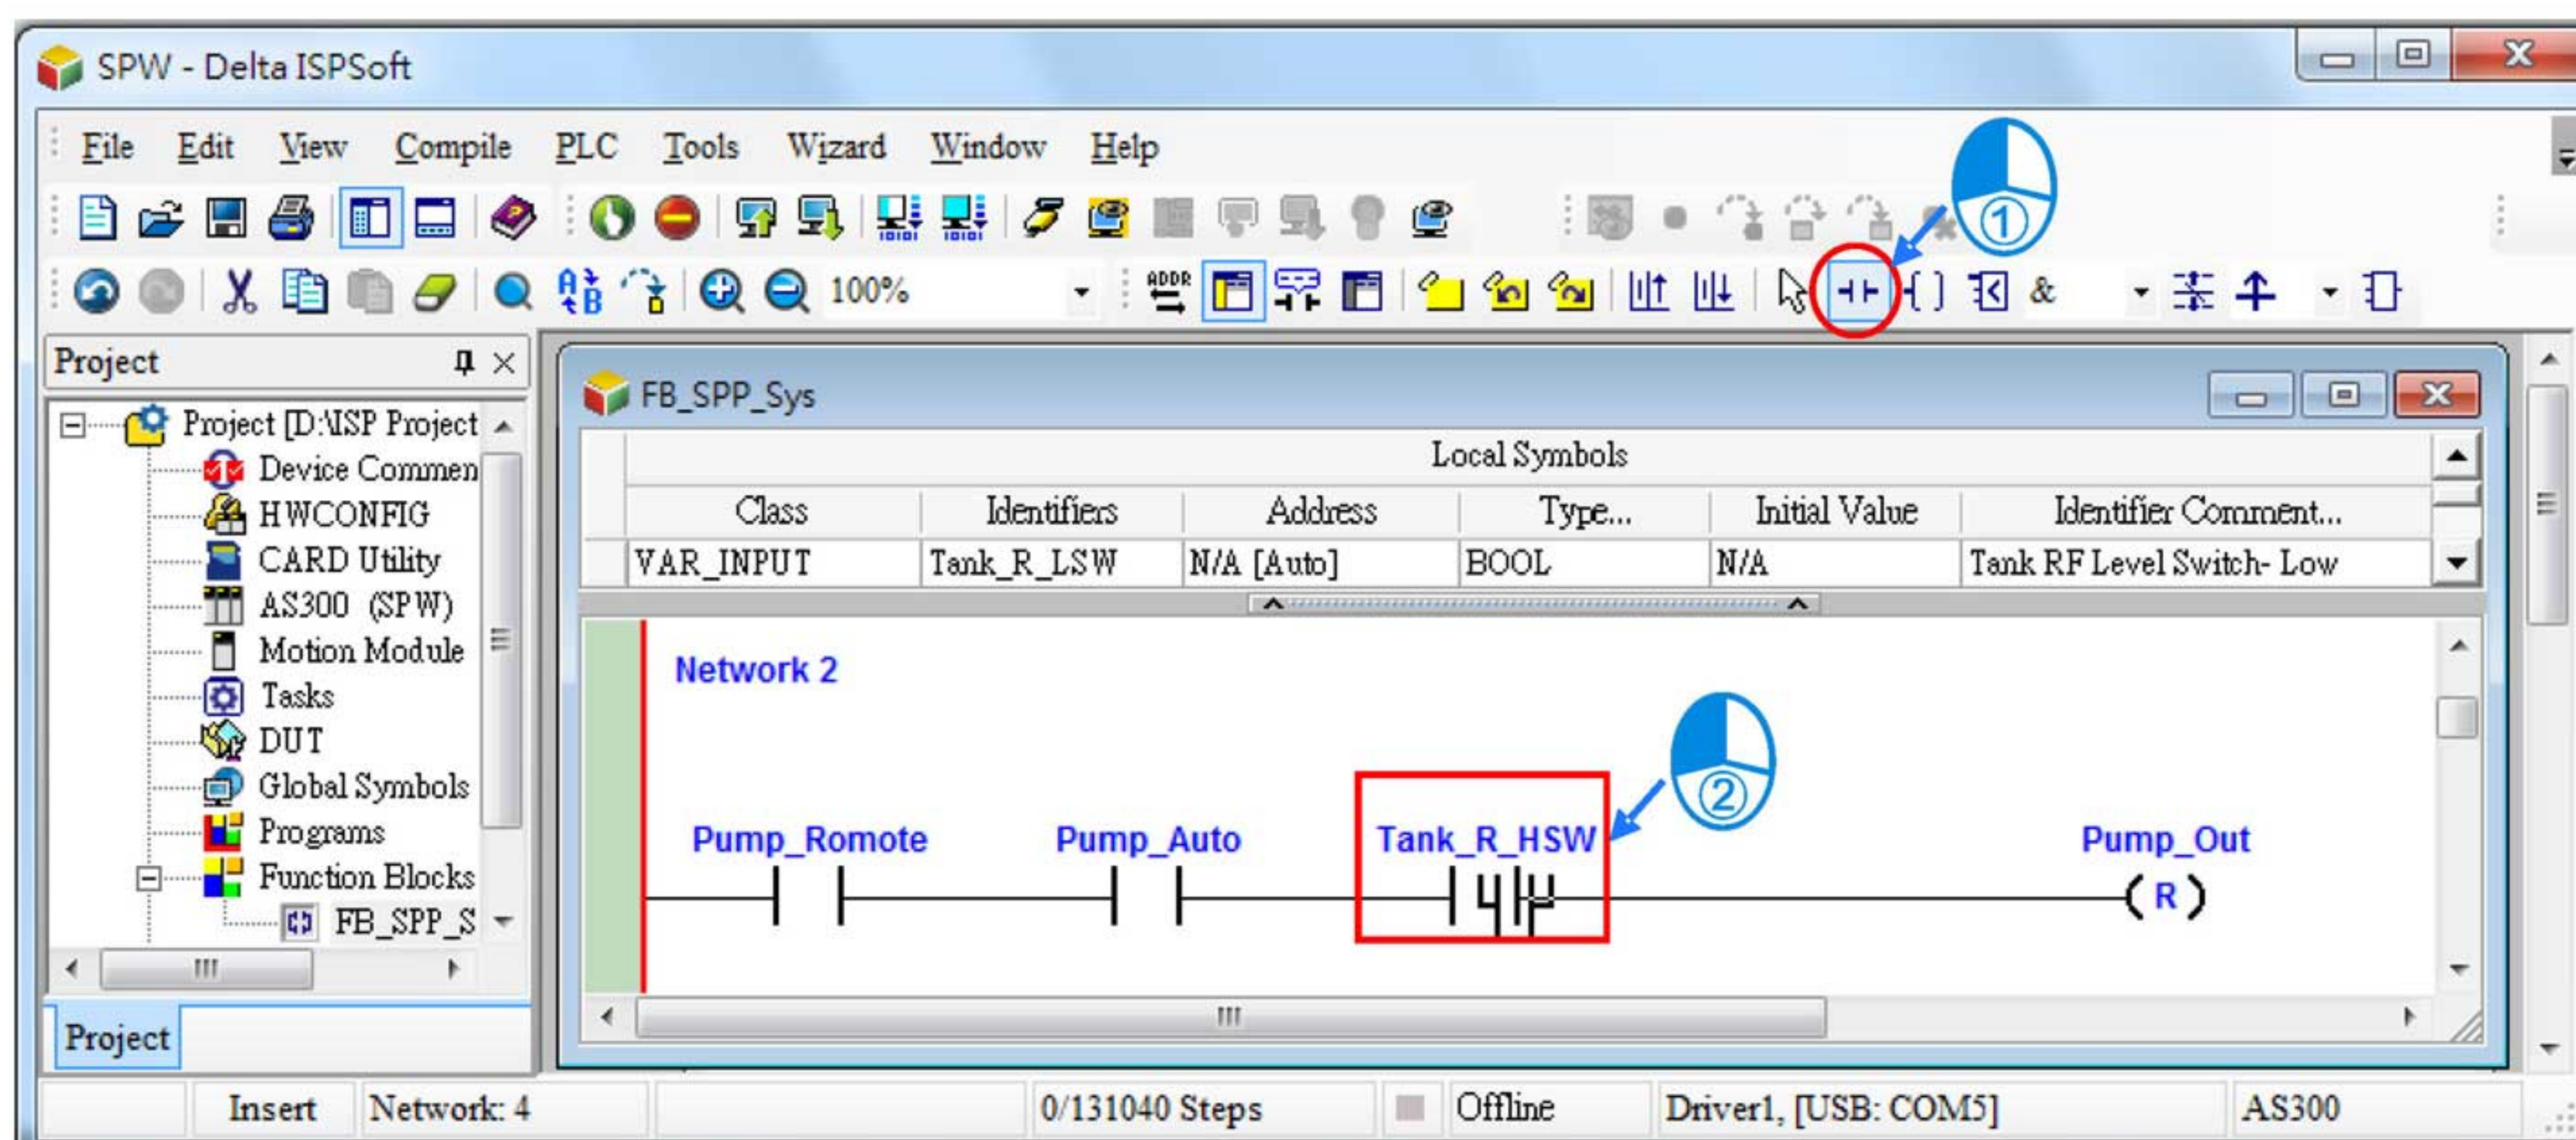 SPW - Delta ISPSoft
File Edit View Compile PLC Tools Wizard Window Help
①
100% ADDR &
Project
Project [D:\ISP Project
Device Commen
HWCONFIG
CARD Utility
AS300 (SPW)
Motion Module
Tasks
DUT
Global Symbols
Programs
Function Blocks
FB_SPP_S
Project
FB_SPP_Sys
Local Symbols
Class Identifiers Address Type... Initial Value Identifier Comment...
VAR_INPUT Tank_R_LSW N/A [Auto] BOOL N/A Tank RF Level Switch- Low
Network 2
②
Pump_Romote Pump_Auto Tank_R_HSW Pump_Out
( R )
Insert Network: 4 0/131040 Steps Offline Driver1, [USB: COM5] AS300